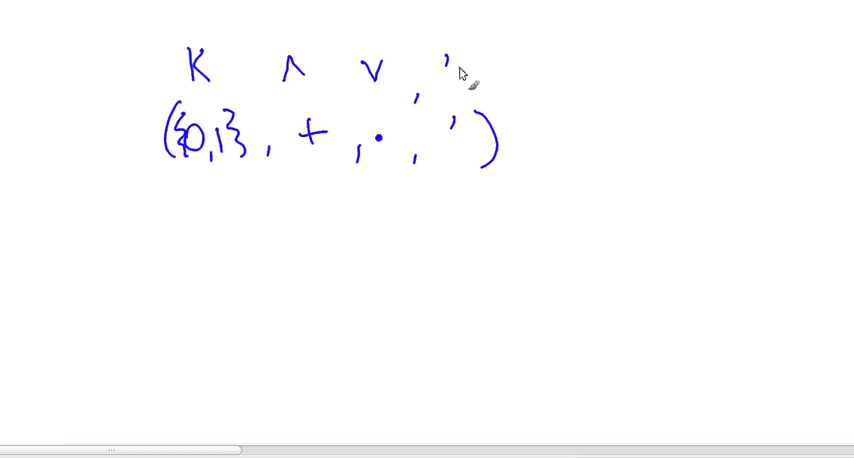 K ∧ ∨ , '
({0,1}, +, ·, ')